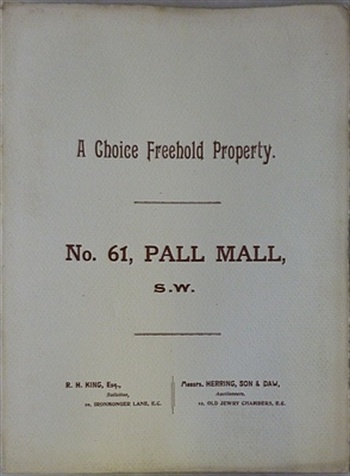 A Choice Freehold Property.
No. 61, PALL MALL,
S.W.
R. H. KING, Esq.,
Solicitor,
IRONMONGER LANE, E.C.
Messrs. HERRING, SON & DAW,
Auctioneers,
OLD JEWRY CHAMBERS, E.C.